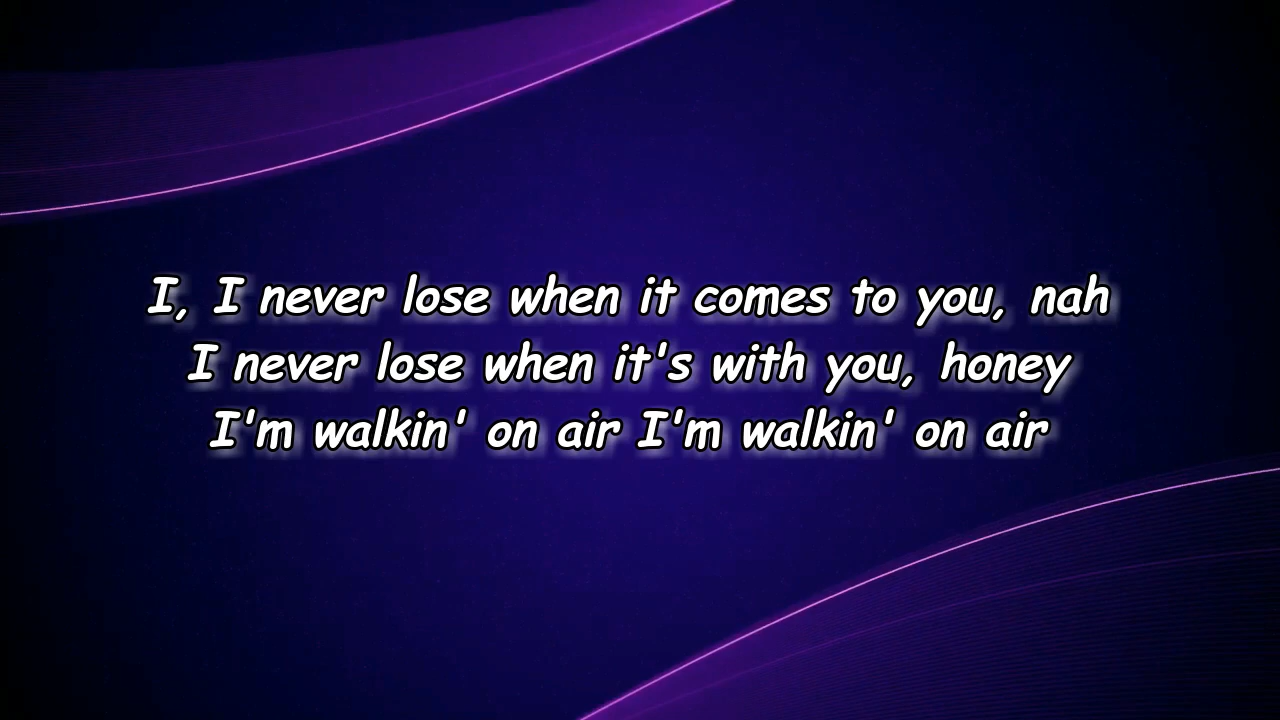 I, I never lose when it comes to you, nah
I never lose when it's with you, honey
I'm walkin' on air I'm walkin' on air